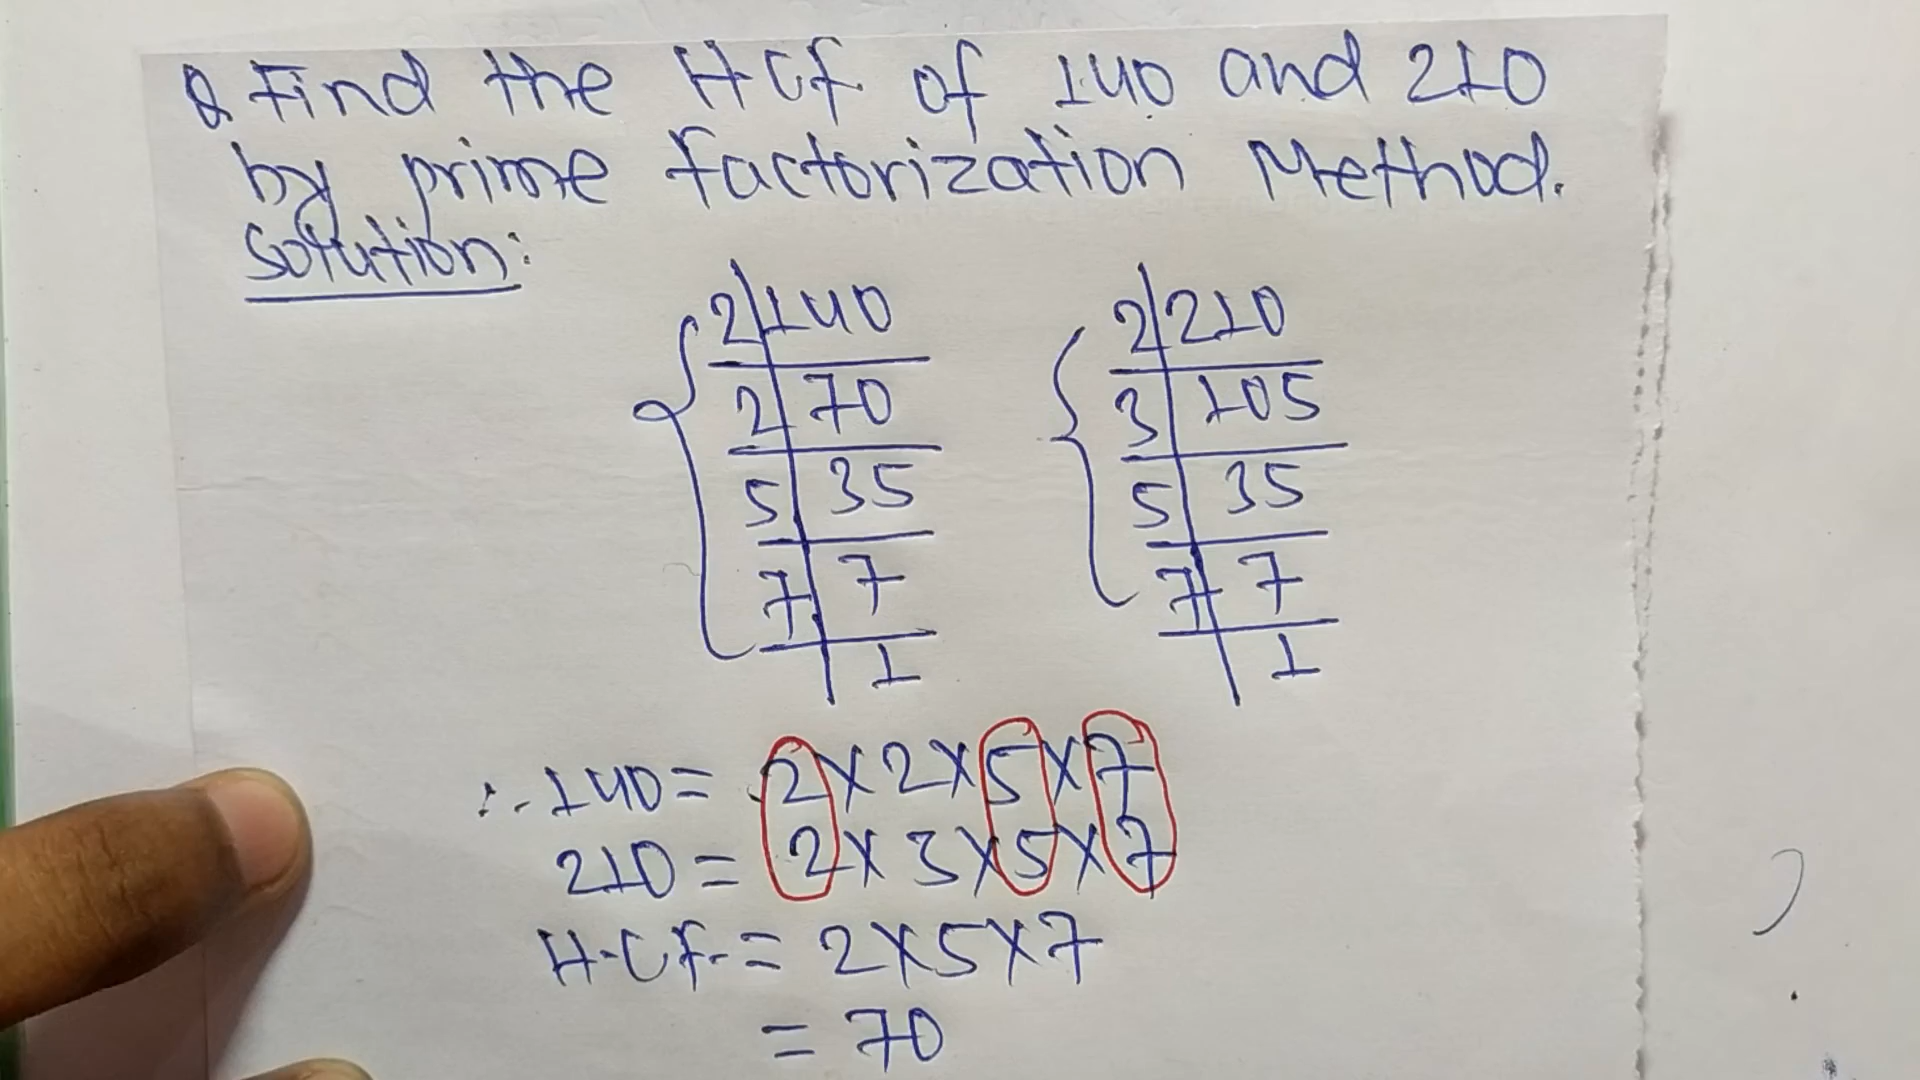 Q Find the H.C.F. of 140 and 210
by prime factorization Method.
Solution:
2 140
2 70
5 35
7 7
1
2 210
3 105
5 35
7 7
1
∴ 140 = 2×2×5×7
210 = 2×3×5×7
H.C.F. = 2×5×7
= 70